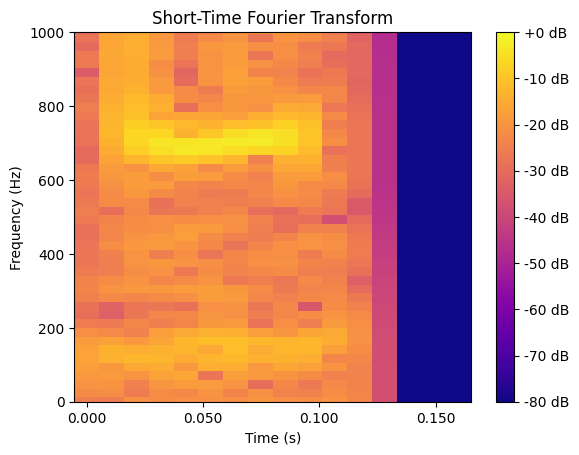 Short-Time Fourier Transform
1000
800
600
400
200
0
Frequency (Hz)
0.000
0.050
0.100
0.150
Time (s)
+0 dB
-10 dB
-20 dB
-30 dB
-40 dB
-50 dB
-60 dB
-70 dB
-80 dB